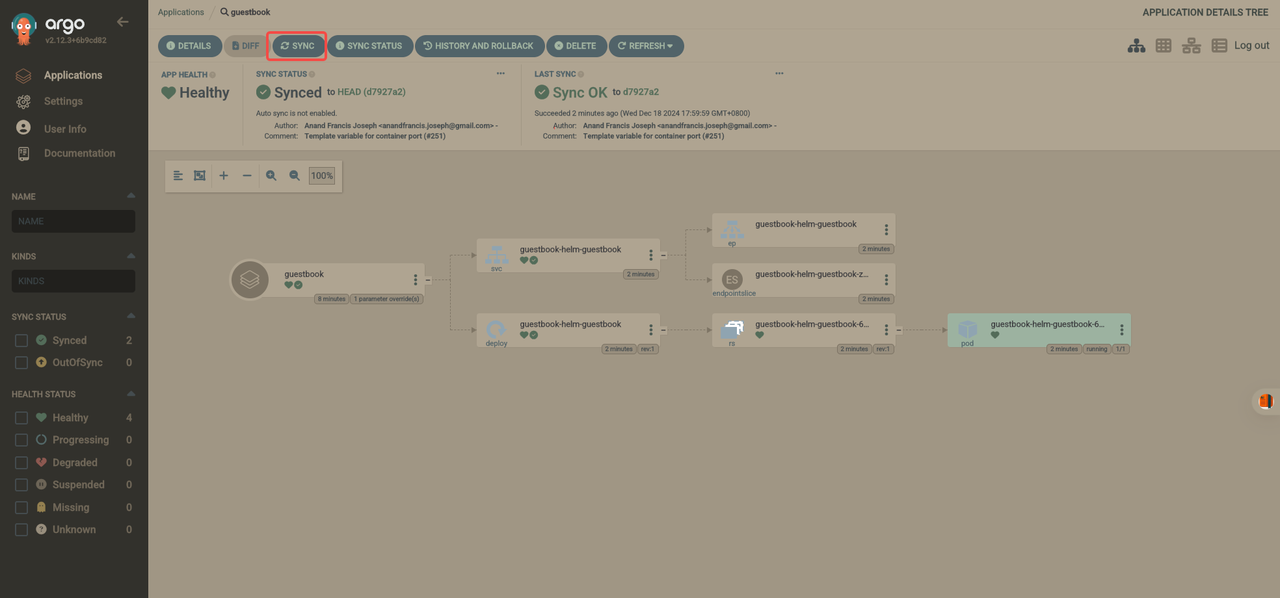 argo
v2.12.3+6b9cd82
Applications
Settings
User Info
Documentation
NAME
NAME
KINDS
KINDS
SYNC STATUS
Synced 2
OutOfSync 0
HEALTH STATUS
Healthy 4
Progressing 0
Degraded 0
Suspended 0
Missing 0
Unknown 0
Applications / guestbook
APPLICATION DETAILS TREE
DETAILS DIFF SYNC SYNC STATUS HISTORY AND ROLLBACK DELETE REFRESH
Log out
APP HEALTH
Healthy
SYNC STATUS
Synced to HEAD (d7927a2)
Auto sync is not enabled.
Author: Anand Francis Joseph <anandfrancis.joseph@gmail.com> -
Comment: Template variable for container port (#251)
LAST SYNC
Sync OK to d7927a2
Succeeded 2 minutes ago (Wed Dec 18 2024 17:59:59 GMT+0800)
Author: Anand Francis Joseph <anandfrancis.joseph@gmail.com> -
Comment: Template variable for container port (#251)
100%
guestbook
8 minutes 1 parameter override(s)
guestbook-helm-guestbook
svc
2 minutes
guestbook-helm-guestbook
deploy
2 minutes rev:1
guestbook-helm-guestbook
ep
2 minutes
ES
guestbook-helm-guestbook-z...
endpointslice
2 minutes
guestbook-helm-guestbook-6...
rs
2 minutes rev:1
guestbook-helm-guestbook-6...
pod
2 minutes running 1/1